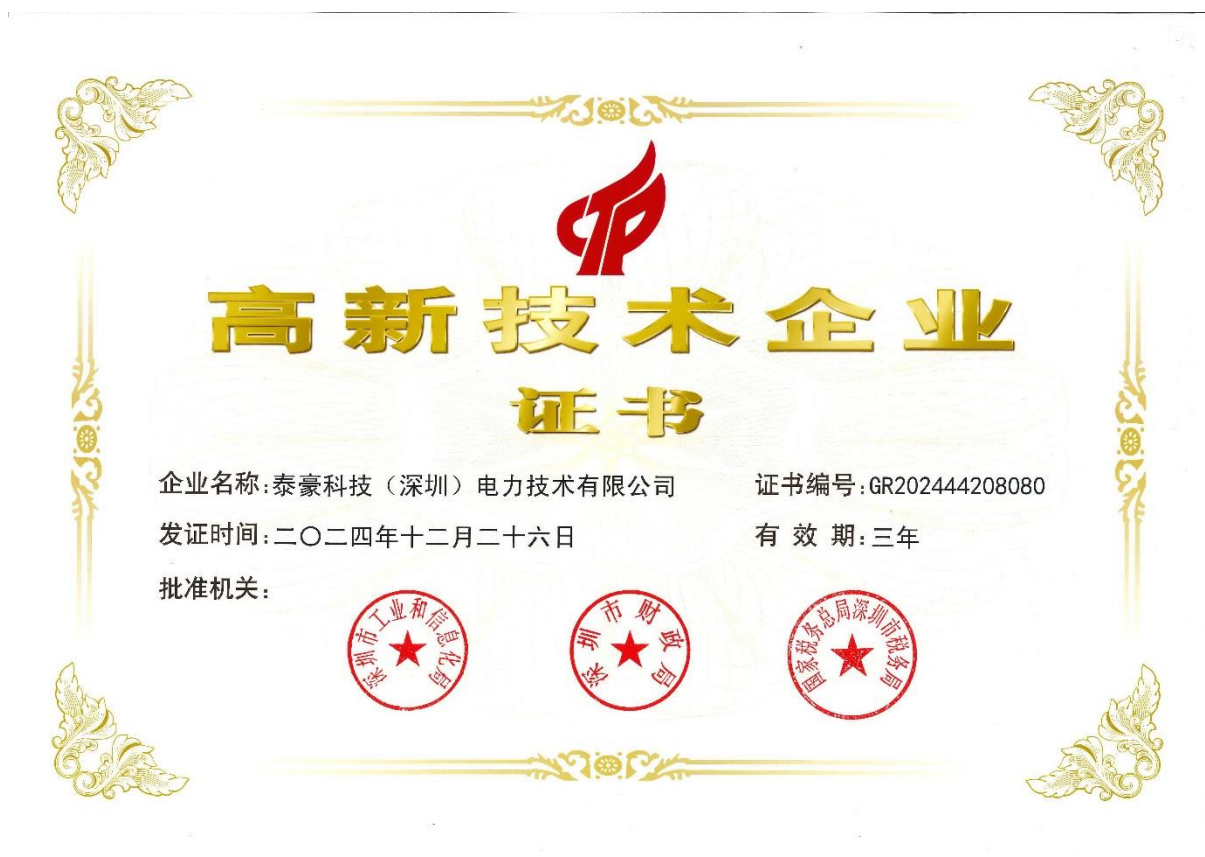 高新技术企业
证书
企业名称:泰豪科技（深圳）电力技术有限公司 证书编号:GR202444208080
发证时间:二〇二四年十二月二十六日 有 效 期:三年
批准机关:
深圳市工业和信息化局
深圳市财政局
国家税务总局深圳市税务局